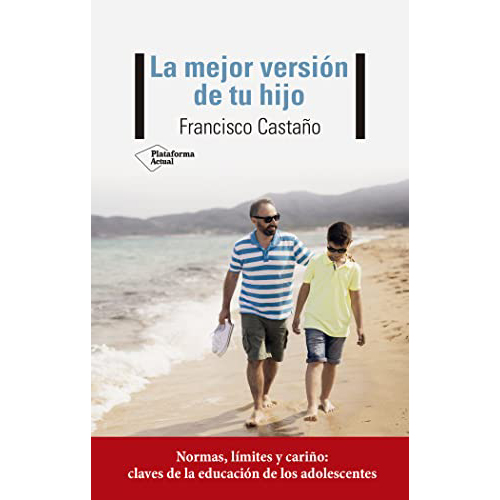 La mejor versión
de tu hijo
Francisco Castaño
Plataforma
Actual
Normas, límites y cariño:
claves de la educación de los adolescentes